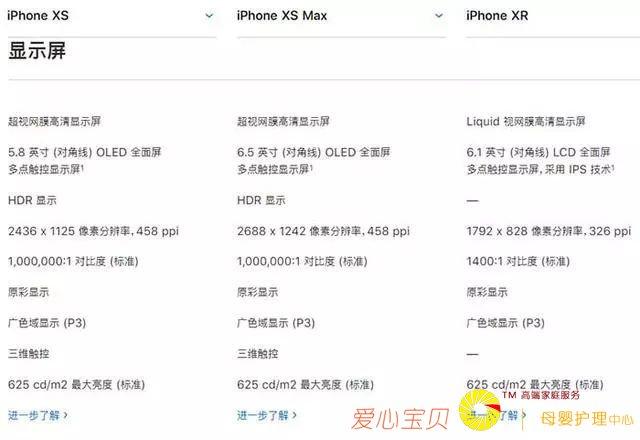 iPhone XS
iPhone XS Max
iPhone XR
显示屏
超视网膜高清显示屏
超视网膜高清显示屏
Liquid 视网膜高清显示屏
5.8 英寸 (对角线) OLED 全面屏
多点触控显示屏¹
6.5 英寸 (对角线) OLED 全面屏
多点触控显示屏¹
6.1 英寸 (对角线) LCD 全面屏
多点触控显示屏，采用 IPS 技术¹
HDR 显示
HDR 显示
—
2436 x 1125 像素分辨率，458 ppi
2688 x 1242 像素分辨率，458 ppi
1792 x 828 像素分辨率，326 ppi
1,000,000:1 对比度 (标准)
1,000,000:1 对比度 (标准)
1400:1 对比度 (标准)
原彩显示
原彩显示
原彩显示
广色域显示 (P3)
广色域显示 (P3)
广色域显示 (P3)
三维触控
三维触控
—
625 cd/m2 最大亮度 (标准)
625 cd/m2 最大亮度 (标准)
625 cd/m2 最大亮度 (标准)
进一步了解 >
进一步了解 >
进一步了解 >
爱心宝贝
TM 高端家庭服务
母婴护理中心